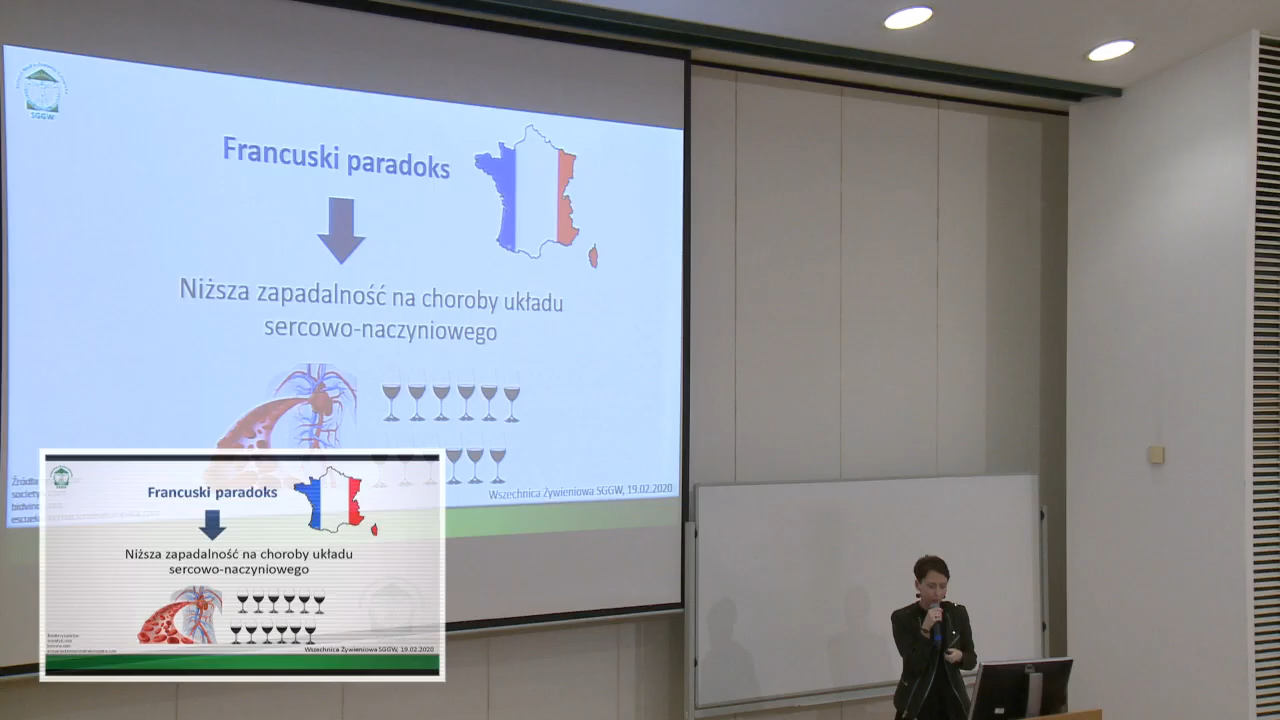 SGGW
Francuski paradoks
Niższa zapadalność na choroby układu
sercowo-naczyniowego
Wszechnica Żywieniowa SGGW, 19.02.2020
Francuski paradoks
Niższa zapadalność na choroby układu
sercowo-naczyniowego
Wszechnica Żywieniowa SGGW, 19.02.2020